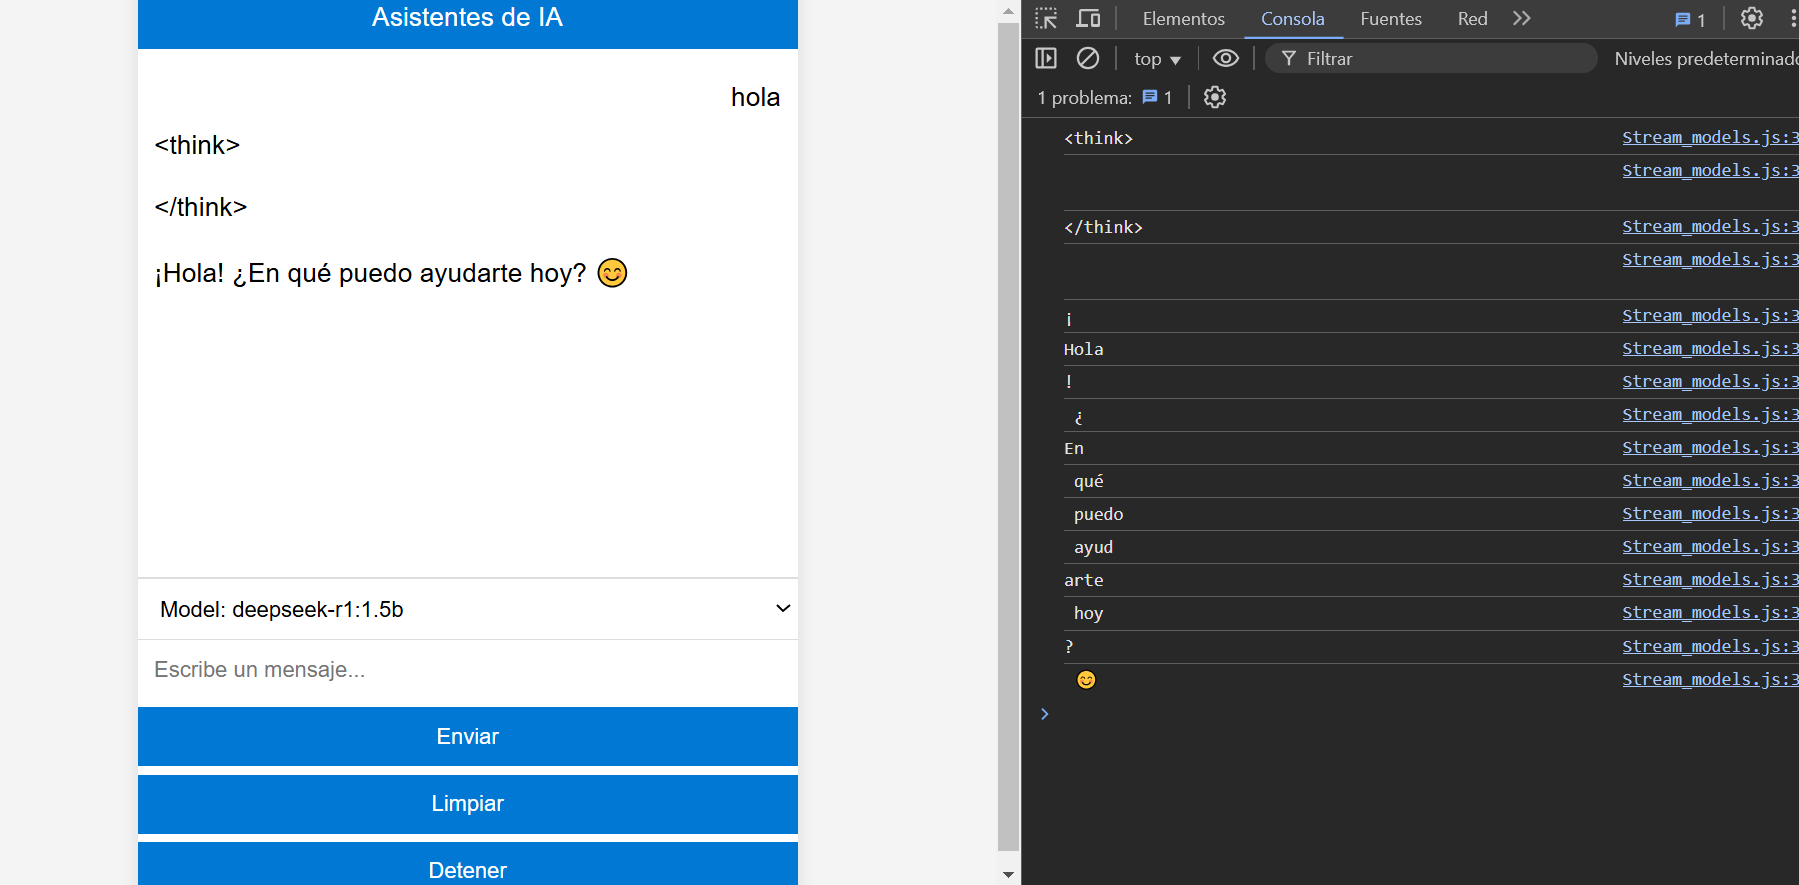 Asistentes de IA
hola
<think>
</think>
¡Hola! ¿En qué puedo ayudarte hoy? 😊
Model: deepseek-r1:1.5b
Escribe un mensaje...
Enviar
Limpiar
Detener
Elementos Consola Fuentes Red 1
top Filtrar Niveles predeterminado
1 problema: 1
<think> Stream_models.js:3
Stream_models.js:3
</think> Stream_models.js:3
Stream_models.js:3
¡ Stream_models.js:3
Hola Stream_models.js:3
! Stream_models.js:3
¿ Stream_models.js:3
En Stream_models.js:3
qué Stream_models.js:3
puedo Stream_models.js:3
ayud Stream_models.js:3
arte Stream_models.js:3
hoy Stream_models.js:3
? Stream_models.js:3
😊 Stream_models.js:3